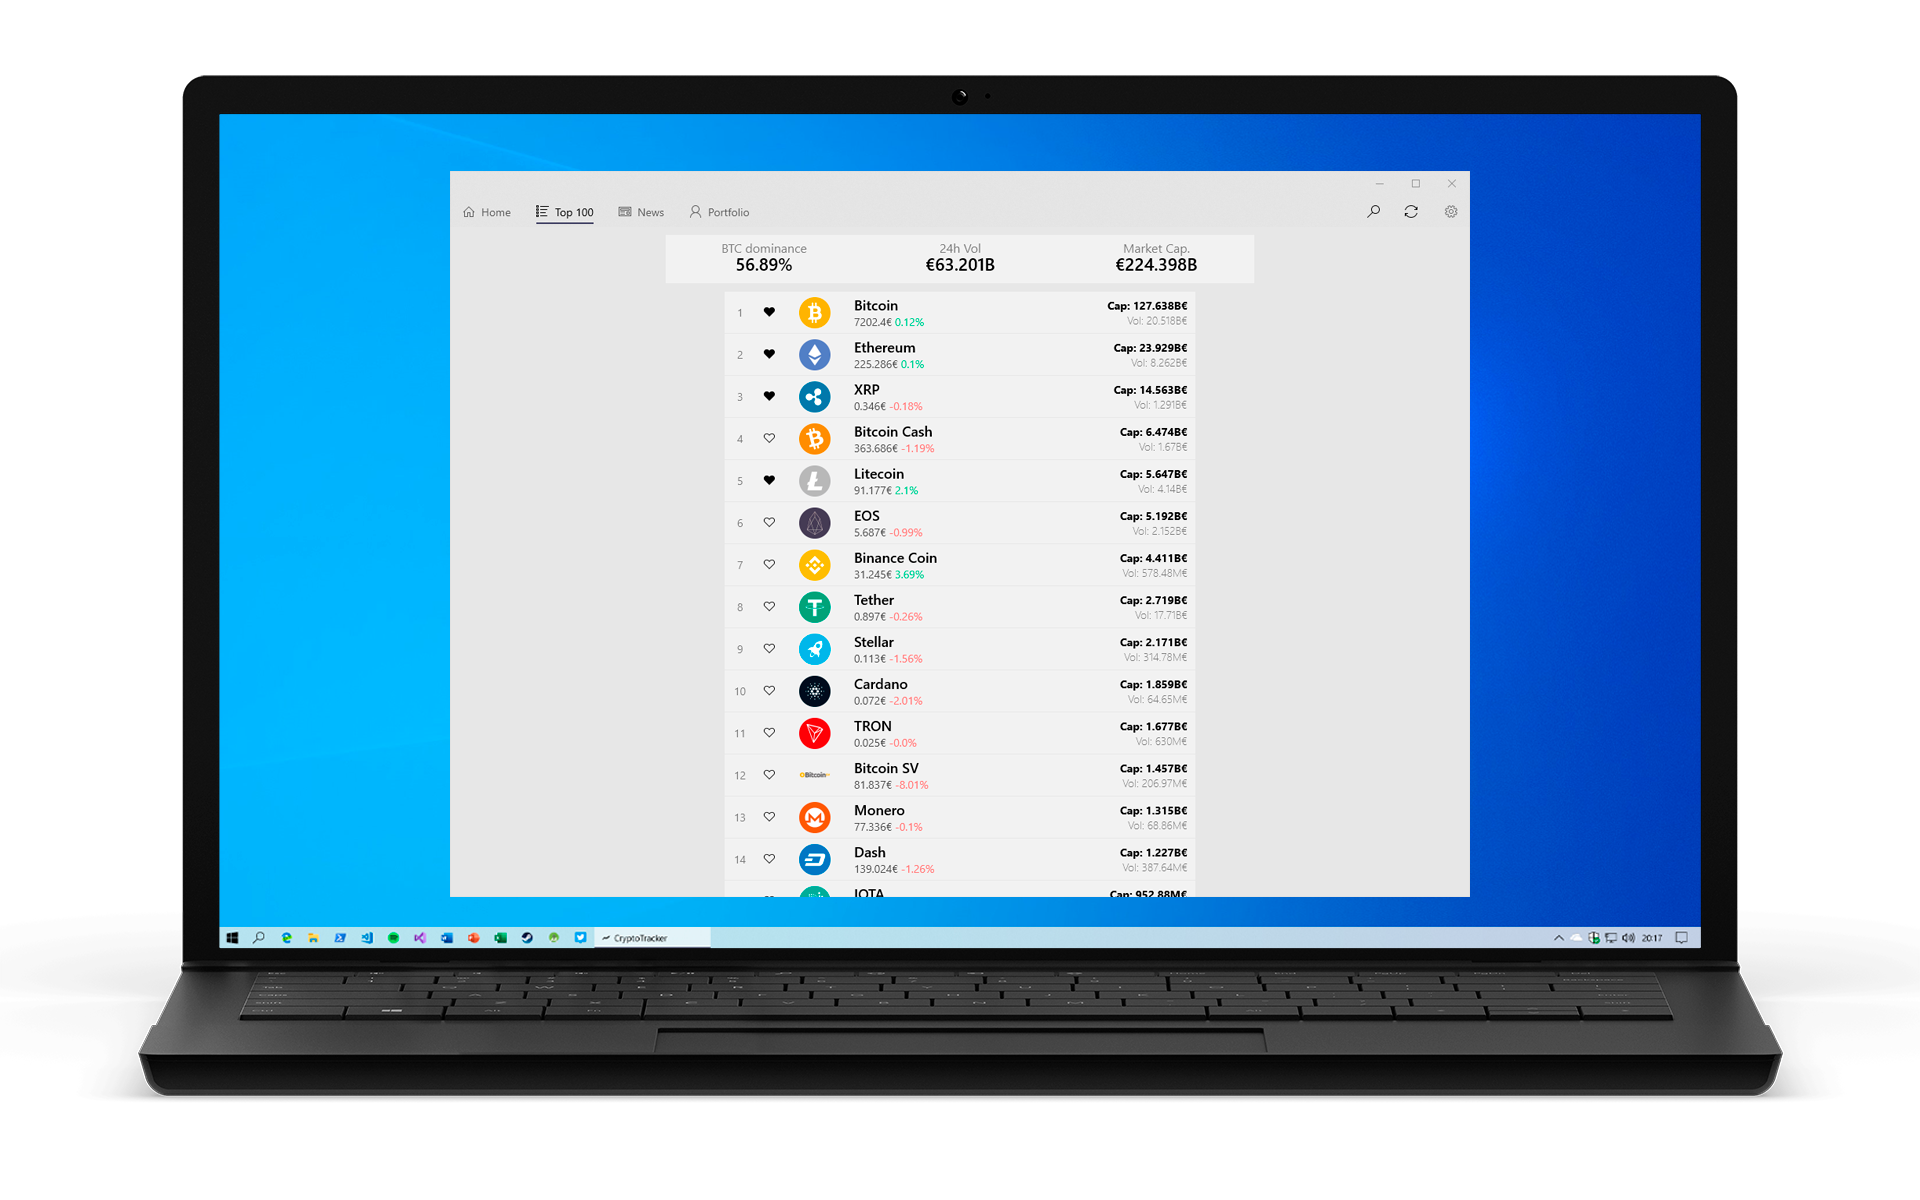 Home
Top 100
News
Portfolio
BTC dominance
56.89%
24h Vol
€63.201B
Market Cap.
€224.398B
1
Bitcoin
7202.4€ 0.12%
Cap: 127.638B€
Vol: 20.518B€
2
Ethereum
225.286€ 0.1%
Cap: 23.929B€
Vol: 8.262B€
3
XRP
0.346€ -0.18%
Cap: 14.563B€
Vol: 1.291B€
4
Bitcoin Cash
363.686€ -1.19%
Cap: 6.474B€
Vol: 1.67B€
5
Litecoin
91.177€ 2.1%
Cap: 5.647B€
Vol: 4.14B€
6
EOS
5.687€ -0.99%
Cap: 5.192B€
Vol: 2.152B€
7
Binance Coin
31.245€ 3.69%
Cap: 4.411B€
Vol: 578.48M€
8
Tether
0.897€ -0.26%
Cap: 2.719B€
Vol: 17.71B€
9
Stellar
0.113€ -1.56%
Cap: 2.171B€
Vol: 314.78M€
10
Cardano
0.072€ -2.01%
Cap: 1.859B€
Vol: 64.65M€
11
TRON
0.025€ -0.0%
Cap: 1.677B€
Vol: 630M€
12
Bitcoin
Bitcoin SV
81.837€ -8.01%
Cap: 1.457B€
Vol: 206.97M€
13
Monero
77.336€ -0.1%
Cap: 1.315B€
Vol: 68.86M€
14
Dash
139.024€ -1.26%
Cap: 1.227B€
Vol: 387.64M€
IOTA
Cap: 952.88M€
CryptoTracker
20:17